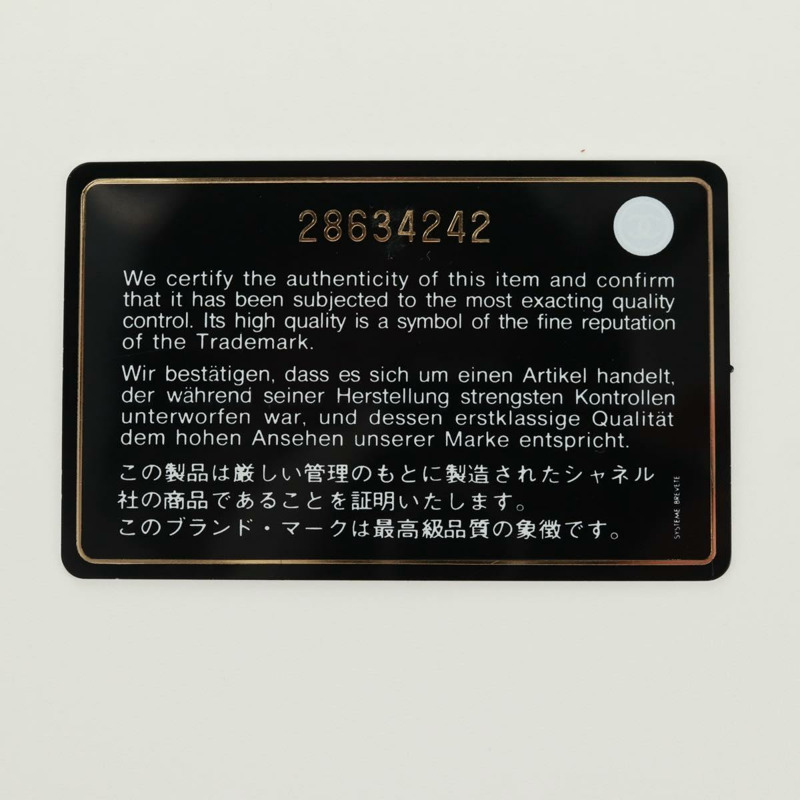 28634242
We certify the authenticity of this item and confirm
that it has been subjected to the most exacting quality
control. Its high quality is a symbol of the fine reputation
of the Trademark.
Wir bestätigen, dass es sich um einen Artikel handelt,
der während seiner Herstellung strengsten Kontrollen
unterworfen war, und dessen erstklassige Qualität
dem hohen Ansehen unserer Marke entspricht.
この製品は厳しい管理のもとに製造されたシャネル
社の商品であることを証明いたします。
このブランド・マークは最高級品質の象徴です。
SYSTEME BREVETE